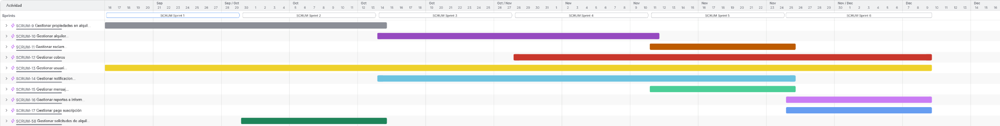 Actividad
Sep Sep / Oct Oct Oct Oct Oct / Nov Nov Nov Nov Nov Nov / Dec Dec Dec
16 17 18 19 20 21 22 23 24 25 26 27 28 29 30 1 2 3 4 5 6 7 8 9 10 11 12 13 14 15 16 17 18 19 20 21 22 23 24 25 26 27 28 29 30 31 1 2 3 4 5 6 7 8 9 10 11 12 13 14 15 16 17 18 19 20 21 22 23 24 25 26 27 28 29 30 1 2 3 4 5 6 7 8 9 10 11 12 13 14 15 16
Sprints SCRUM Sprint 1 SCRUM Sprint 2 SCRUM Sprint 3 SCRUM Sprint 4 SCRUM Sprint 5 SCRUM Sprint 6
SCRUM-9 Gestionar propledades en alquil...
SCRUM-10 Gestionar alquiler...
SCRUM-11 Gestionar reclam...
SCRUM-12 Gestionar cobros
SCRUM-13 Gestionar usuari...
SCRUM-14 Gestionar notificacion...
SCRUM-15 Gestionar mensaj...
SCRUM-16 Gestionar reportes e Inform...
SCRUM-17 Gestionar pago suscripción
SCRUM-58 Gestionar solicitudes de alquil...